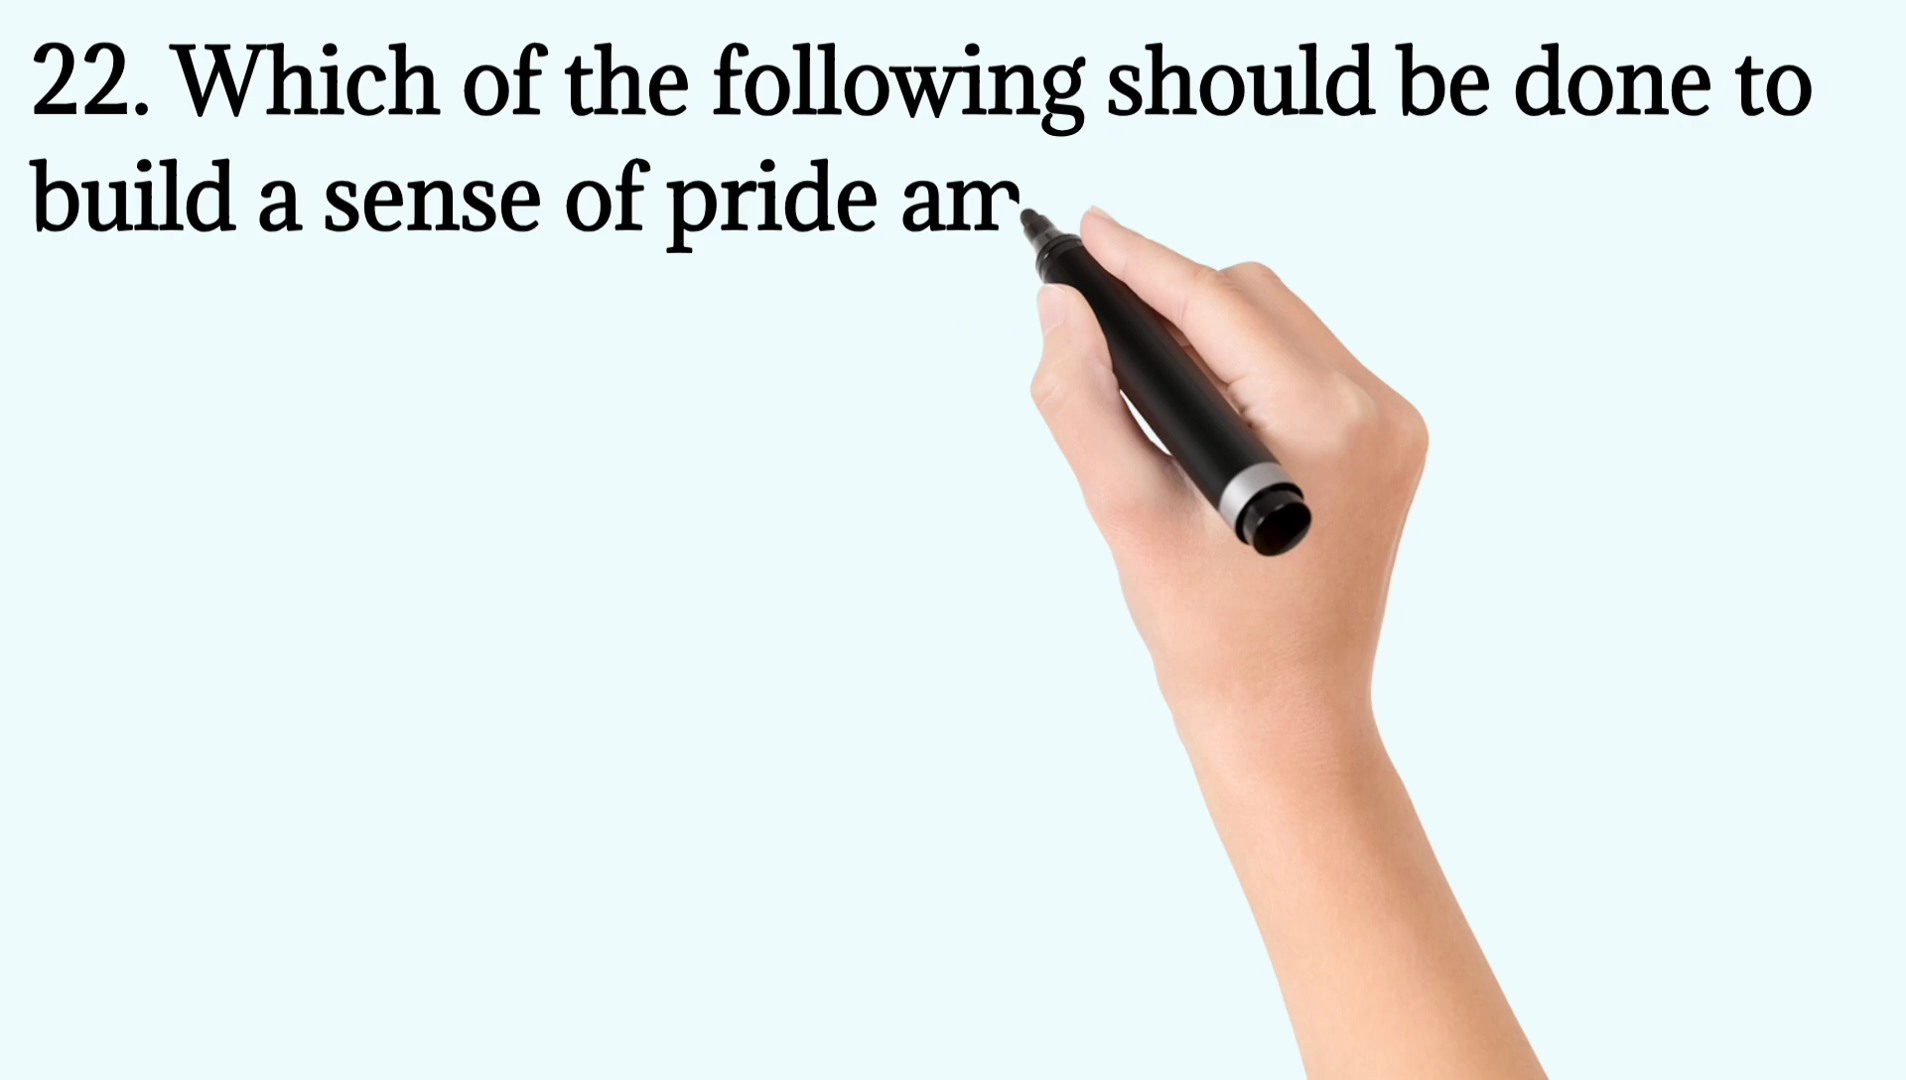 22. Which of the following should be done to
build a sense of pride am